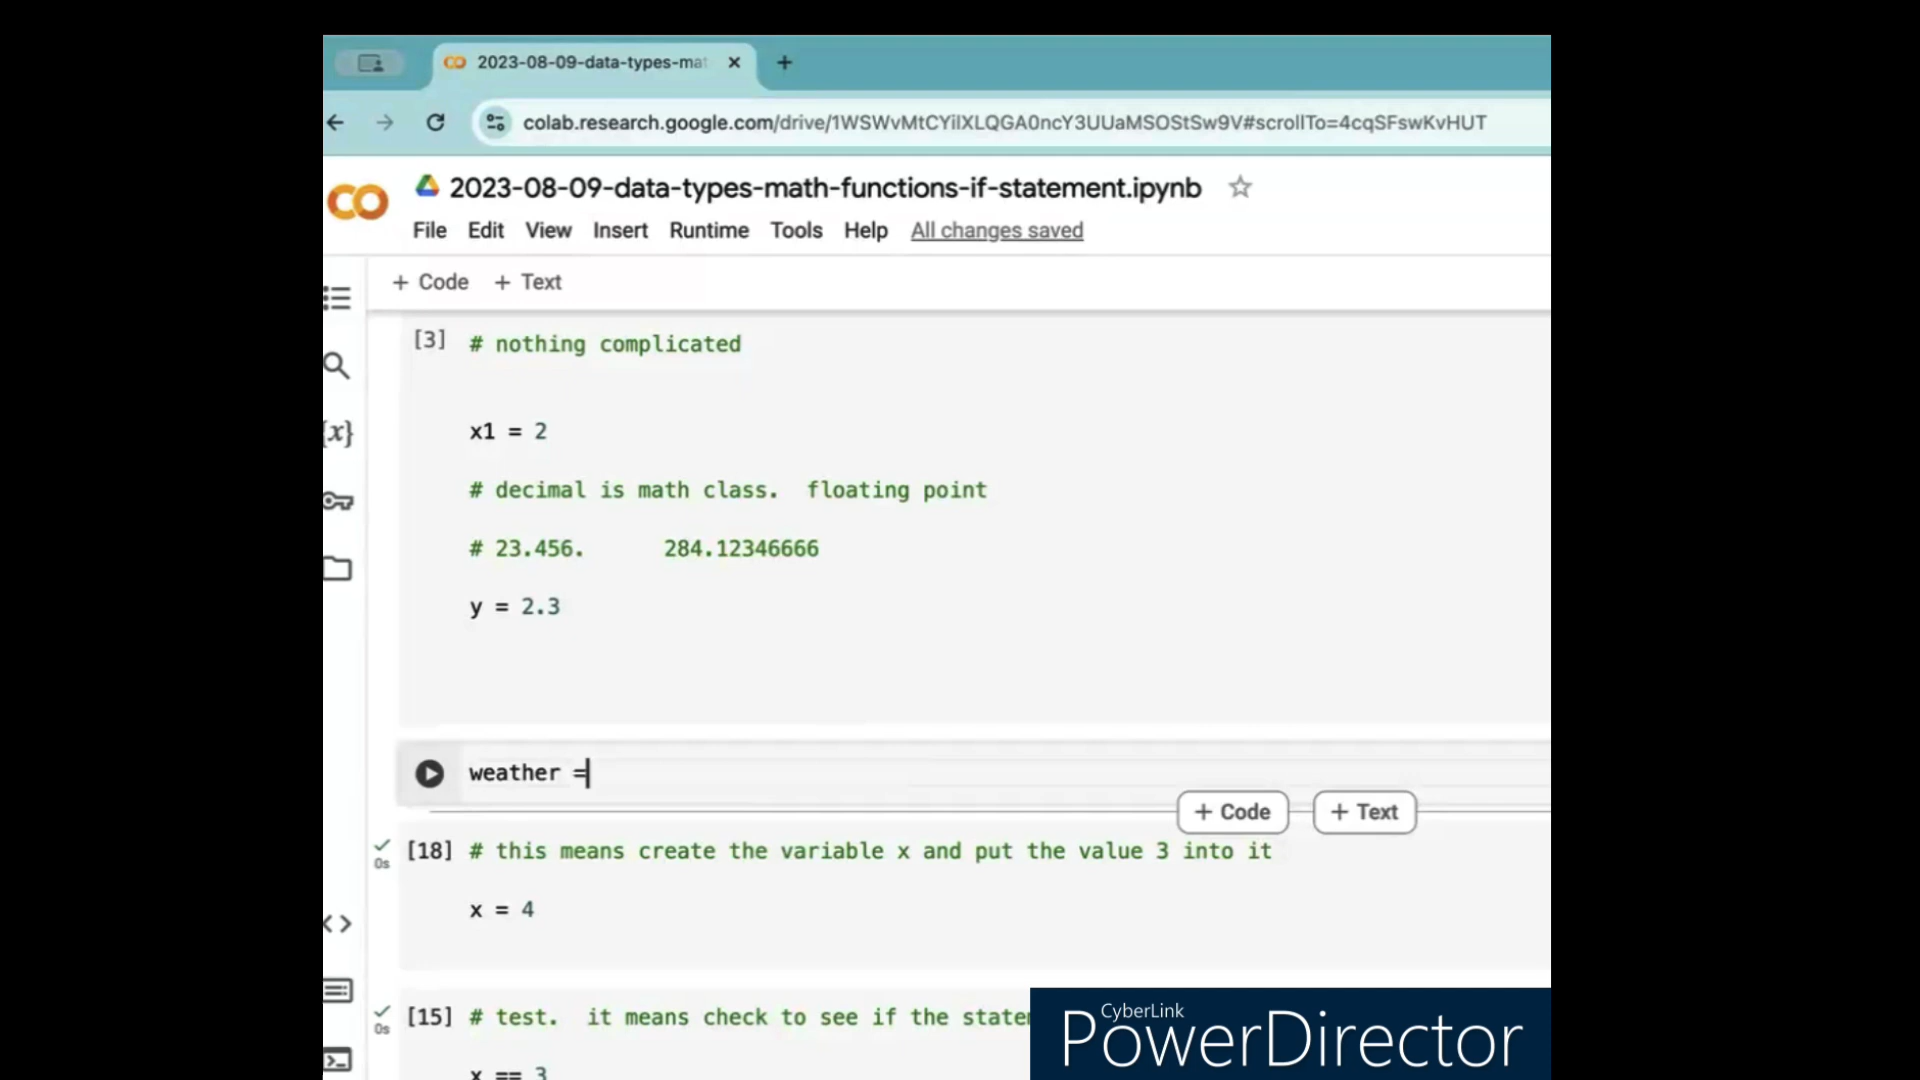 2023-08-09-data-types-mat
colab.research.google.com/drive/1WSWvMtCYilXLQGA0ncY3UUaMSOStSw9V#scrollTo=4cqSFswKvHUT
2023-08-09-data-types-math-functions-if-statement.ipynb
File Edit View Insert Runtime Tools Help All changes saved
+ Code + Text
[3] # nothing complicated
x1 = 2
# decimal is math class. floating point
# 23.456. 284.12346666
y = 2.3
{x}
weather =
+ Code + Text
[18] # this means create the variable x and put the value 3 into it
0s
x = 4
[15] # test. it means check to see if the statem
0s
x == 3
CyberLink
PowerDirector